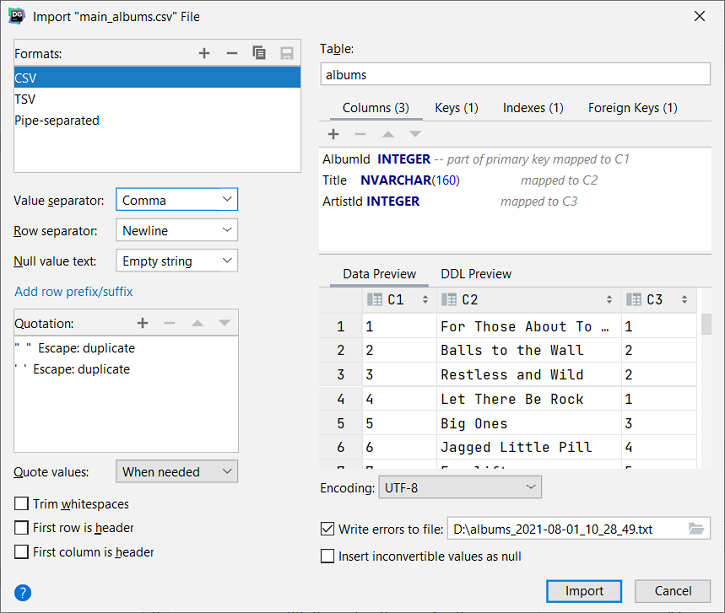 DG Import "main_albums.csv" File
Formats:
CSV
TSV
Pipe-separated
Value separator: Comma
Row separator: Newline
Null value text: Empty string
Add row prefix/suffix
Quotation:
" " Escape: duplicate
' ' Escape: duplicate
Quote values: When needed
Trim whitespaces
First row is header
First column is header
?
Table:
albums
Columns (3) Keys (1) Indexes (1) Foreign Keys (1)
AlbumId INTEGER -- part of primary key mapped to C1
Title NVARCHAR(160) mapped to C2
ArtistId INTEGER mapped to C3
Data Preview DDL Preview
C1 C2 C3
1 1 For Those About To … 1
2 2 Balls to the Wall 2
3 3 Restless and Wild 2
4 4 Let There Be Rock 1
5 5 Big Ones 3
6 6 Jagged Little Pill 4
Encoding: UTF-8
Write errors to file: D:\albums_2021-08-01_10_28_49.txt
Insert inconvertible values as null
Import Cancel